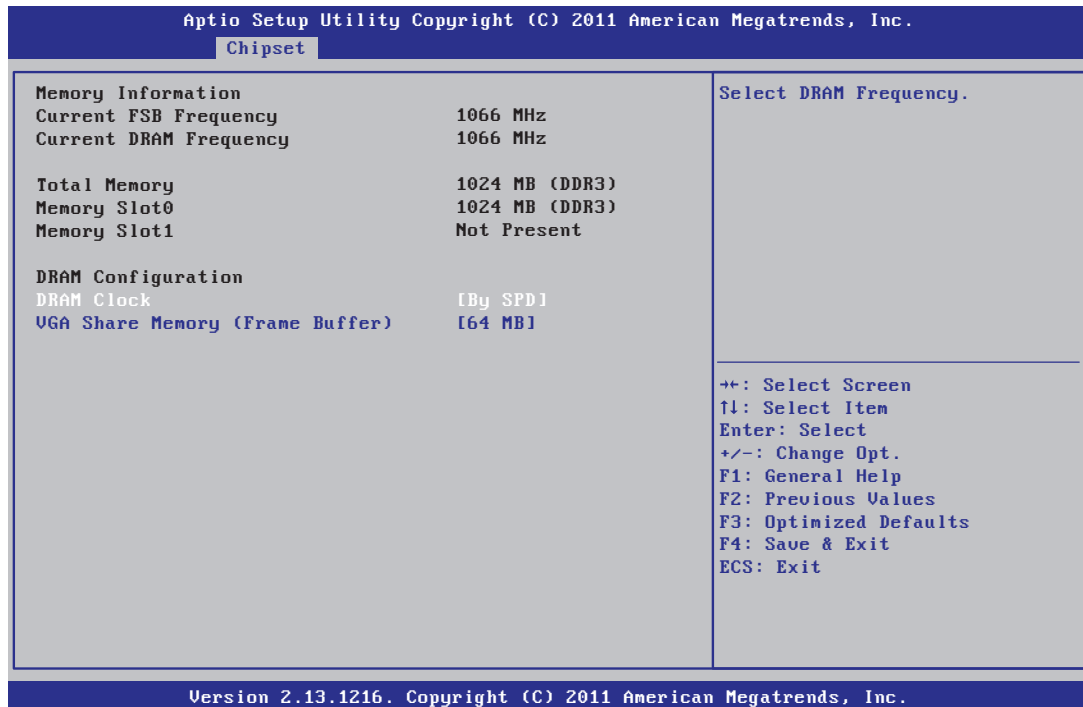 Aptio Setup Utility Copyright (C) 2011 American Megatrends, Inc.
Chipset
Memory Information
Current FSB Frequency 1066 MHz
Current DRAM Frequency 1066 MHz
Total Memory 1024 MB (DDR3)
Memory Slot0 1024 MB (DDR3)
Memory Slot1 Not Present
DRAM Configuration
DRAM Clock [By SPD]
VGA Share Memory (Frame Buffer) [64 MB]
Select DRAM Frequency.
→←: Select Screen
↑↓: Select Item
Enter: Select
+/-: Change Opt.
F1: General Help
F2: Previous Values
F3: Optimized Defaults
F4: Save & Exit
ECS: Exit
Version 2.13.1216. Copyright (C) 2011 American Megatrends, Inc.